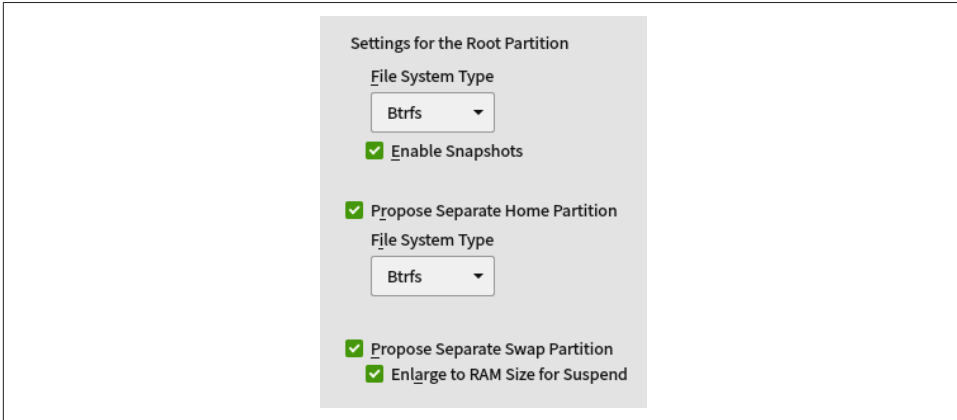 Settings for the Root Partition
File System Type
Btrfs
Enable Snapshots
Propose Separate Home Partition
File System Type
Btrfs
Propose Separate Swap Partition
Enlarge to RAM Size for Suspend